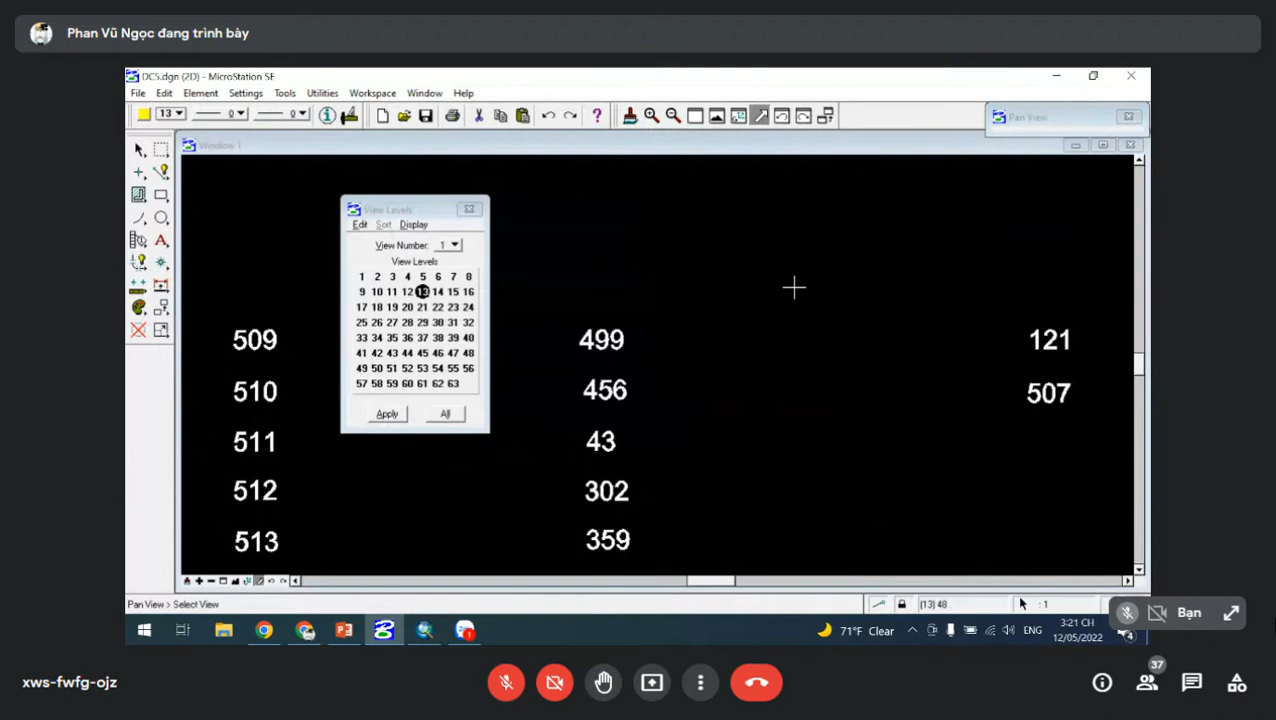 Phan Vũ Ngọc đang trình bày
DC5.dgn (2D) - MicroStation SE
File Edit Element Settings Tools Utilities Workspace Window Help
13 0 0
Pan View
Window 1
View Levels
Edit Sort Display
View Number: 1
View Levels
1 2 3 4 5 6 7 8
9 10 11 12 13 14 15 16
17 18 19 20 21 22 23 24
25 26 27 28 29 30 31 32
33 34 35 36 37 38 39 40
41 42 43 44 45 46 47 48
49 50 51 52 53 54 55 56
57 58 59 60 61 62 63
Apply All
509 499 121
510 456 507
511 43
512 302
513 359
Pan View > Select View
(13) 48
: 1
Bạn
71°F Clear
ENG
3:21 CH
12/05/2022
4
1
xws-fwfg-ojz
37